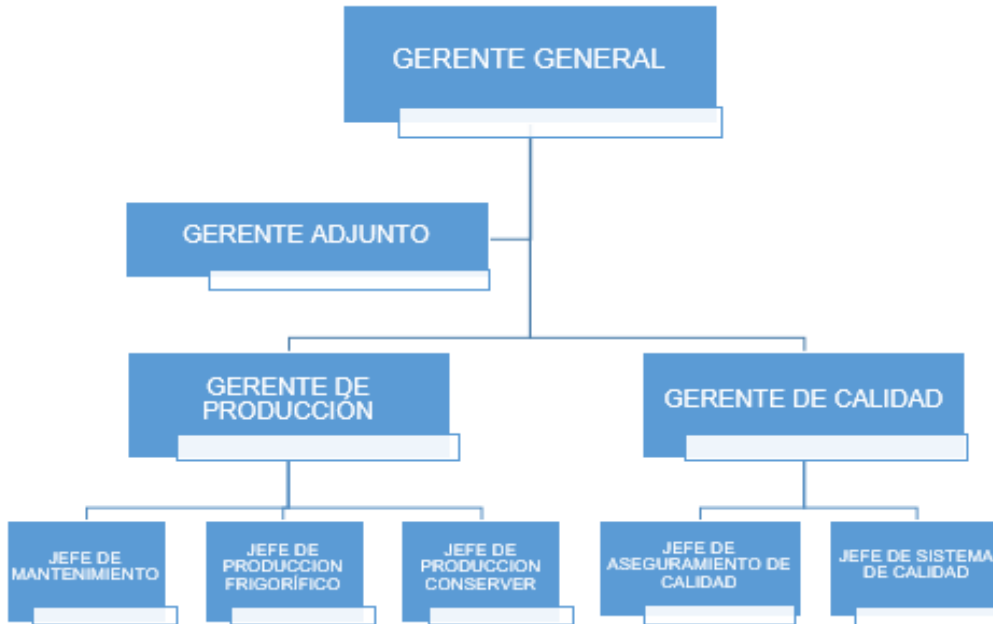 GERENTE GENERAL
GERENTE ADJUNTO
GERENTE DE
PRODUCCIÓN
GERENTE DE CALIDAD
JEFE DE
MANTENIMIENTO
JEFE DE
PRODUCCION
FRIGORÍFICO
JEFE DE
PRODUCCION
CONSERVER
JEFE DE
ASEGURAMIENTO DE
CALIDAD
JEFE DE SISTEMA
DE CALIDAD